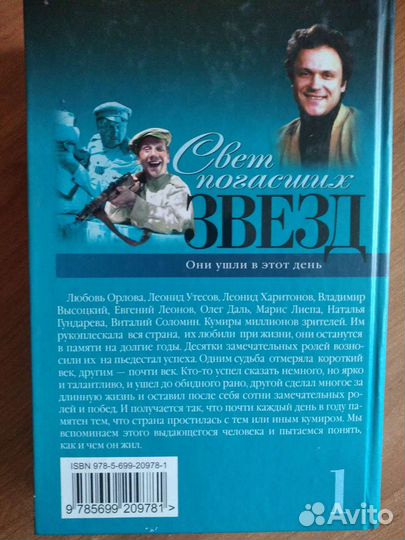 Свет
погасших
ЗВЕЗД
Они ушли в этот день
Любовь Орлова, Леонид Утесов, Леонид Харитонов, Владимир
Высоцкий, Евгений Леонов, Олег Даль, Марис Лиепа, Наталья
Гундарева, Виталий Соломин. Кумиры миллионов зрителей. Им
рукоплескала вся страна, их любили при жизни, они останутся
в памяти на долгие годы. Десятки замечательных ролей возно-
сили их на пьедестал успеха. Одним судьба отмеряла короткий
век, другим — почти век. Кто-то успел сказать немного, но ярко
и талантливо, и ушел до обидного рано, другой сделал многое за
длинную жизнь и оставил после себя сотни замечательных ро-
лей и побед. И получается так, что почти каждый день в году па-
мятен тем, что страна простилась с тем или иным кумиром. Мы
вспоминаем этого выдающегося человека и пытаемся понять,
как и чем он жил.
ISBN 978-5-699-20978-1
9 785699 209781 >
1
Avito